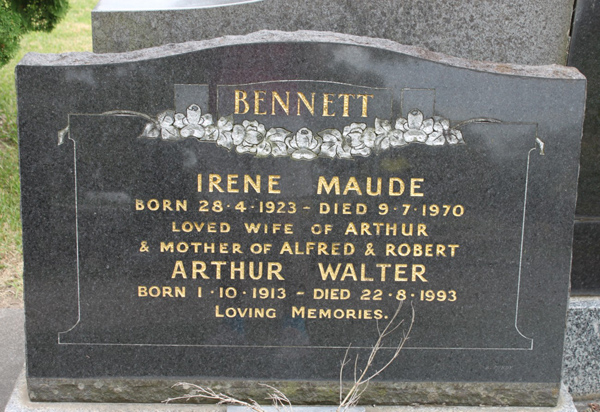 BENNETT
IRENE MAUDE
BORN 28·4·1923 - DIED 9·7·1970
LOVED WIFE OF ARTHUR
& MOTHER OF ALFRED & ROBERT
ARTHUR WALTER
BORN 1·10·1913 - DIED 22·8·1993
LOVING MEMORIES.